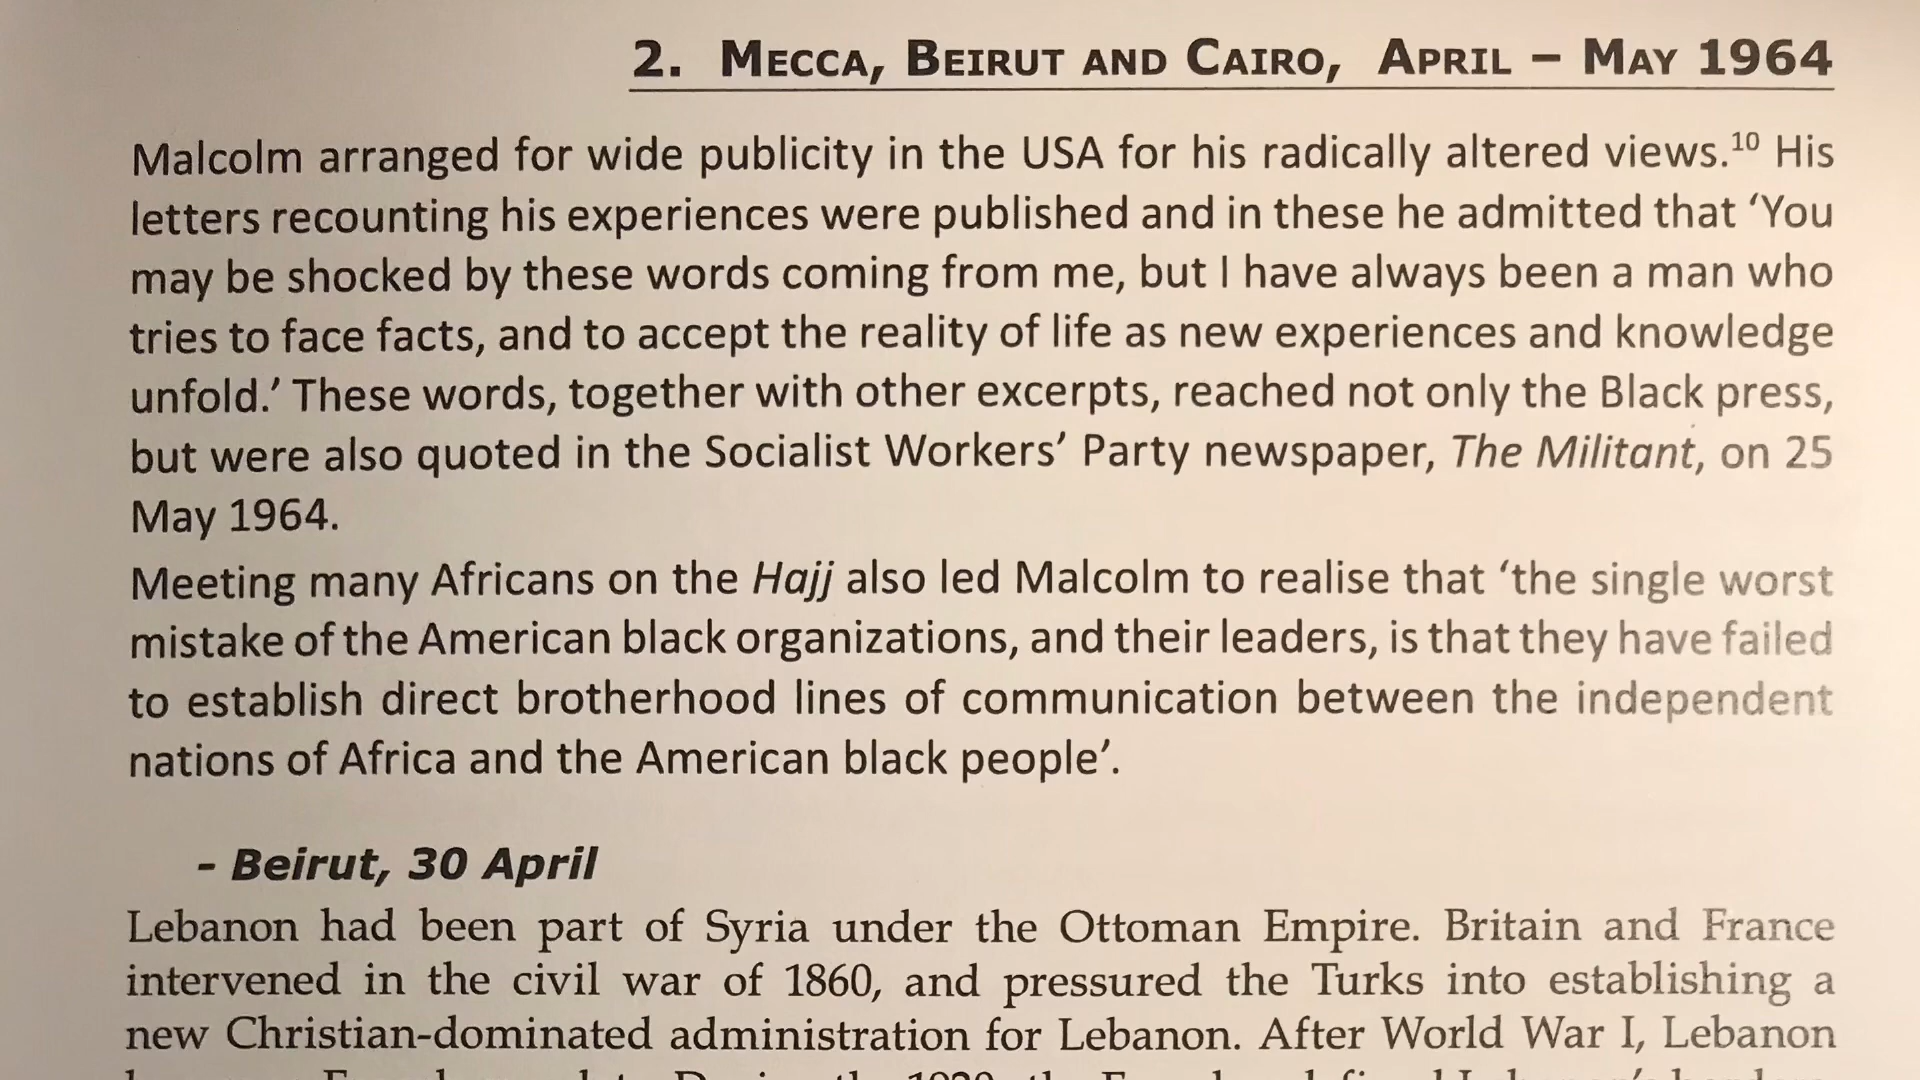 2. MECCA, BEIRUT AND CAIRO, APRIL – MAY 1964
Malcolm arranged for wide publicity in the USA for his radically altered views.¹⁰ His
letters recounting his experiences were published and in these he admitted that ‘You
may be shocked by these words coming from me, but I have always been a man who
tries to face facts, and to accept the reality of life as new experiences and knowledge
unfold.’ These words, together with other excerpts, reached not only the Black press,
but were also quoted in the Socialist Workers’ Party newspaper, The Militant, on 25
May 1964.
Meeting many Africans on the Hajj also led Malcolm to realise that ‘the single worst
mistake of the American black organizations, and their leaders, is that they have failed
to establish direct brotherhood lines of communication between the independent
nations of Africa and the American black people’.
- Beirut, 30 April
Lebanon had been part of Syria under the Ottoman Empire. Britain and France
intervened in the civil war of 1860, and pressured the Turks into establishing a
new Christian-dominated administration for Lebanon. After World War I, Lebanon